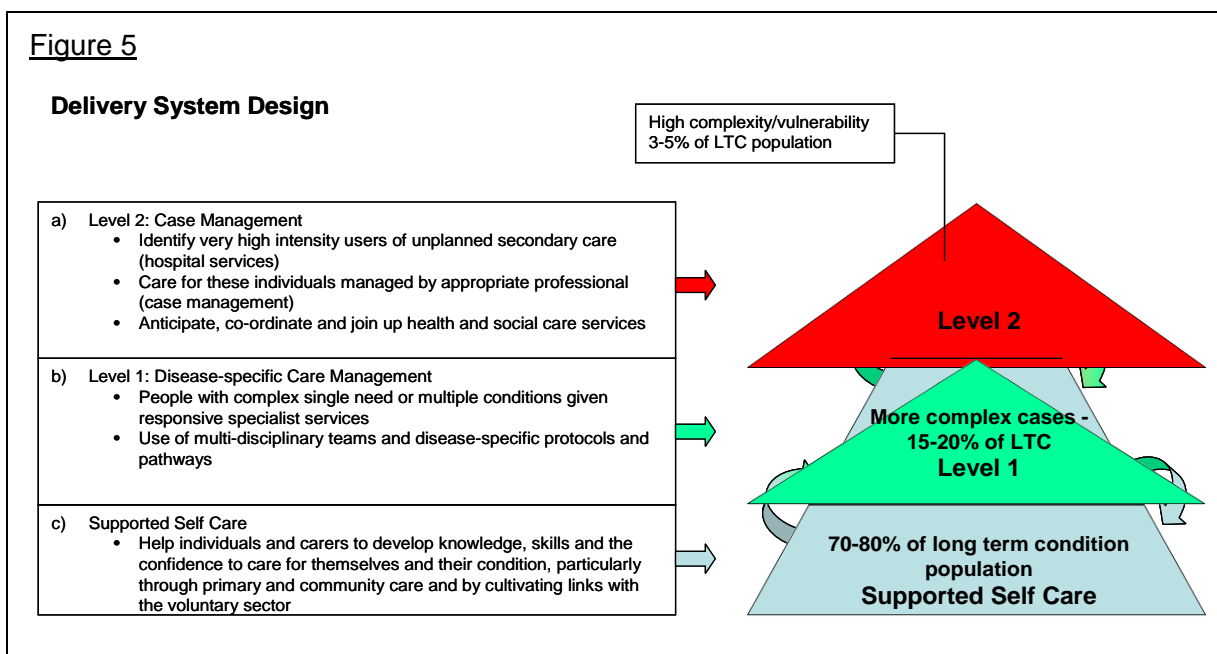 Figure 5
Delivery System Design
High complexity/vulnerability
3-5% of LTC population
a) Level 2: Case Management
• Identify very high intensity users of unplanned secondary care
(hospital services)
• Care for these individuals managed by appropriate professional
(case management)
• Anticipate, co-ordinate and join up health and social care services
b) Level 1: Disease-specific Care Management
• People with complex single need or multiple conditions given
responsive specialist services
• Use of multi-disciplinary teams and disease-specific protocols and
pathways
c) Supported Self Care
• Help individuals and carers to develop knowledge, skills and the
confidence to care for themselves and their condition, particularly
through primary and community care and by cultivating links with
the voluntary sector
Level 2
More complex cases -
15-20% of LTC
Level 1
70-80% of long term condition
population
Supported Self Care